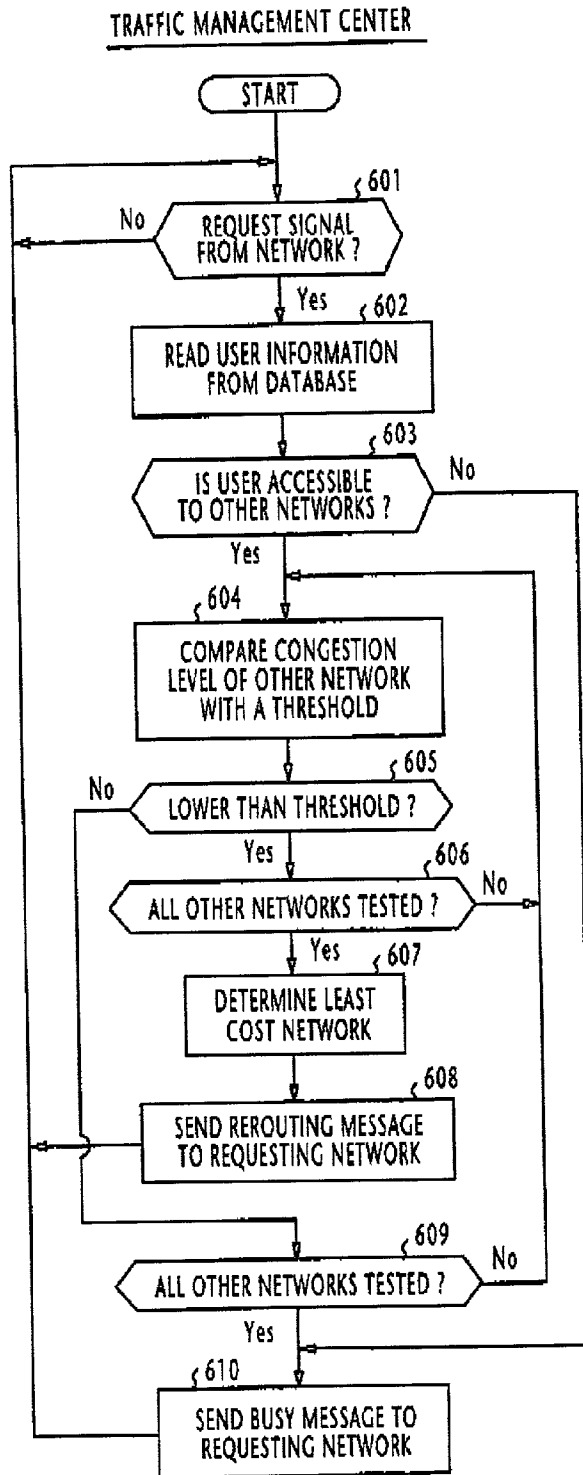 TRAFFIC MANAGEMENT CENTER
START
601
No
REQUEST SIGNAL
FROM NETWORK ?
Yes
602
READ USER INFORMATION
FROM DATABASE
603
No
IS USER ACCESSIBLE
TO OTHER NETWORKS ?
Yes
604
COMPARE CONGESTION
LEVEL OF OTHER NETWORK
WITH A THRESHOLD
605
No
LOWER THAN THRESHOLD ?
Yes
606
ALL OTHER NETWORKS TESTED ?
No
Yes
607
DETERMINE LEAST
COST NETWORK
608
SEND REROUTING MESSAGE
TO REQUESTING NETWORK
609
No
ALL OTHER NETWORKS TESTED ?
Yes
610
SEND BUSY MESSAGE TO
REQUESTING NETWORK